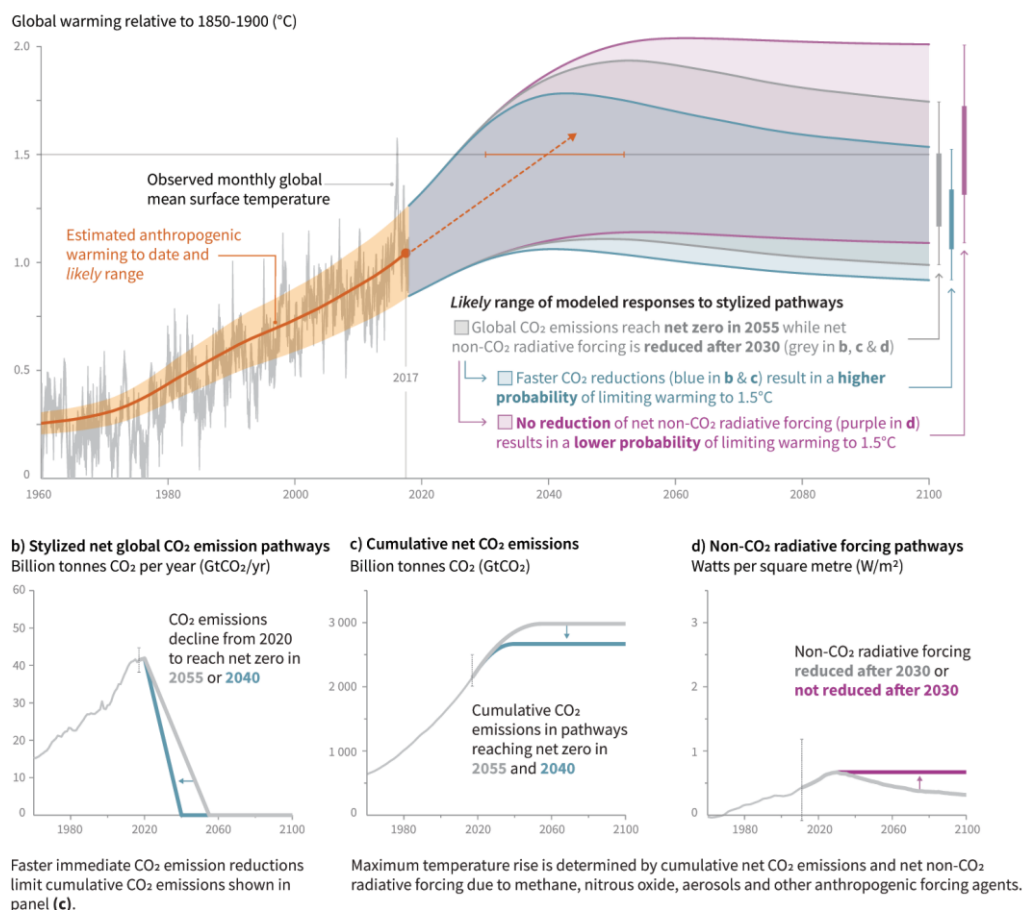 Global warming relative to 1850-1900 (°C)
2.0
1.5
1.0
0.5
0
Observed monthly global
mean surface temperature
Estimated anthropogenic
warming to date and
likely range
2017
Likely range of modeled responses to stylized pathways
Global CO₂ emissions reach net zero in 2055 while net
non-CO₂ radiative forcing is reduced after 2030 (grey in b, c & d)
Faster CO₂ reductions (blue in b & c) result in a higher
probability of limiting warming to 1.5°C
No reduction of net non-CO₂ radiative forcing (purple in d)
results in a lower probability of limiting warming to 1.5°C
1960 1980 2000 2020 2040 2060 2080 2100
b) Stylized net global CO₂ emission pathways
Billion tonnes CO₂ per year (GtCO₂/yr)
60
50
40
30
20
10
0
CO₂ emissions
decline from 2020
to reach net zero in
2055 or 2040
1980 2020 2060 2100
Faster immediate CO₂ emission reductions
limit cumulative CO₂ emissions shown in
panel (c).
c) Cumulative net CO₂ emissions
Billion tonnes CO₂ (GtCO₂)
3 000
2 000
1 000
0
Cumulative CO₂
emissions in pathways
reaching net zero in
2055 and 2040
1980 2020 2060 2100
d) Non-CO₂ radiative forcing pathways
Watts per square metre (W/m²)
3
2
1
0
Non-CO₂ radiative forcing
reduced after 2030 or
not reduced after 2030
1980 2020 2060 2100
Maximum temperature rise is determined by cumulative net CO₂ emissions and net non-CO₂
radiative forcing due to methane, nitrous oxide, aerosols and other anthropogenic forcing agents.